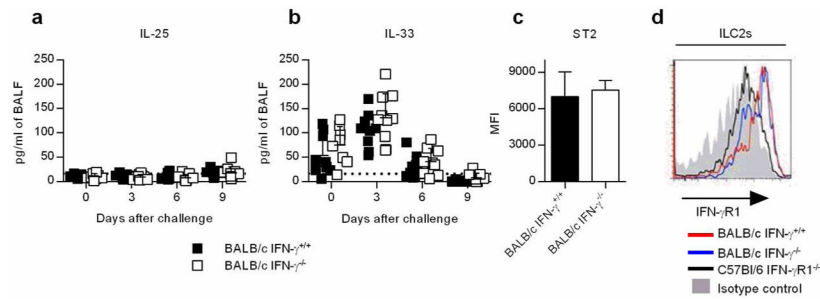 a
IL-25
pg/ml of BALF
250
200
150
100
50
0
0 3 6 9
Days after challenge
b
IL-33
pg/ml of BALF
250
200
150
100
50
0
0 3 6 9
Days after challenge
BALB/c IFN-γ+/+
BALB/c IFN-γ-/-
c
ST2
MFI
9000
6000
3000
0
BALB/c IFN-γ+/+
BALB/c IFN-γ-/-
d
ILC2s
IFN-γR1
BALB/c IFN-γ+/+
BALB/c IFN-γ-/-
C57Bl/6 IFN-γR1-/-
Isotype control